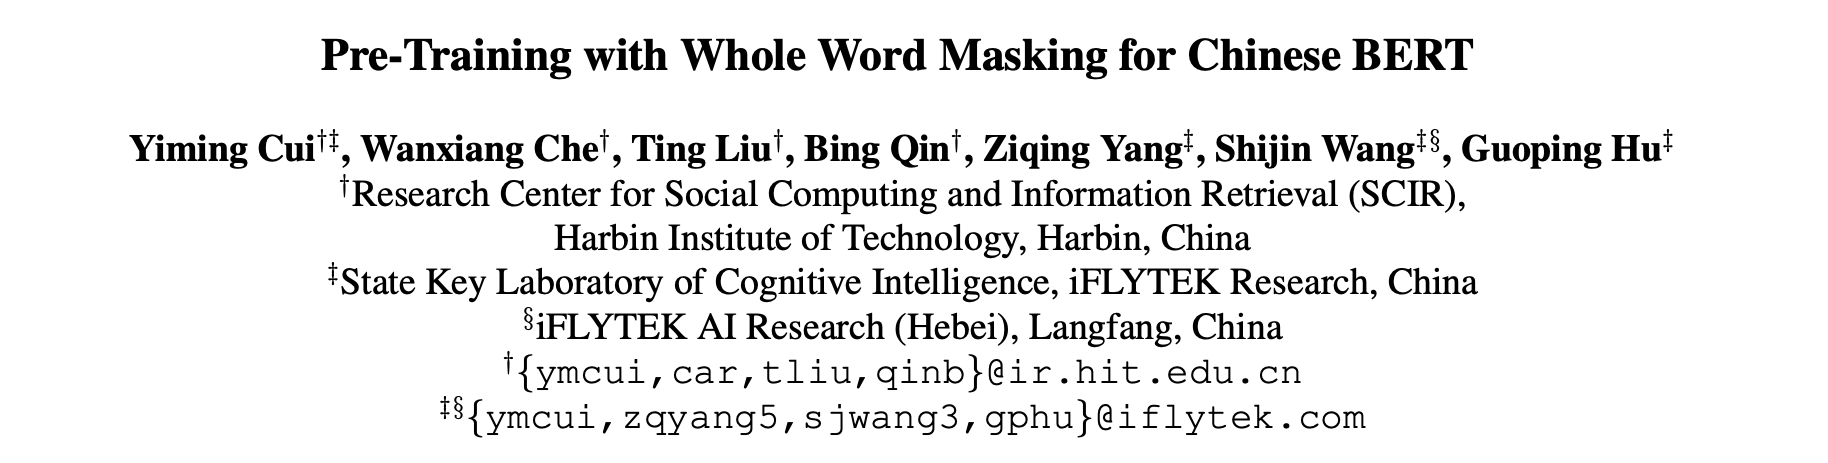 Pre-Training with Whole Word Masking for Chinese BERT
Yiming Cui†‡, Wanxiang Che†, Ting Liu†, Bing Qin†, Ziqing Yang‡, Shijin Wang‡§, Guoping Hu‡
†Research Center for Social Computing and Information Retrieval (SCIR),
Harbin Institute of Technology, Harbin, China
‡State Key Laboratory of Cognitive Intelligence, iFLYTEK Research, China
§iFLYTEK AI Research (Hebei), Langfang, China
†{ymcui,car,tliu,qinb}@ir.hit.edu.cn
‡§{ymcui,zqyang5,sjwang3,gphu}@iflytek.com